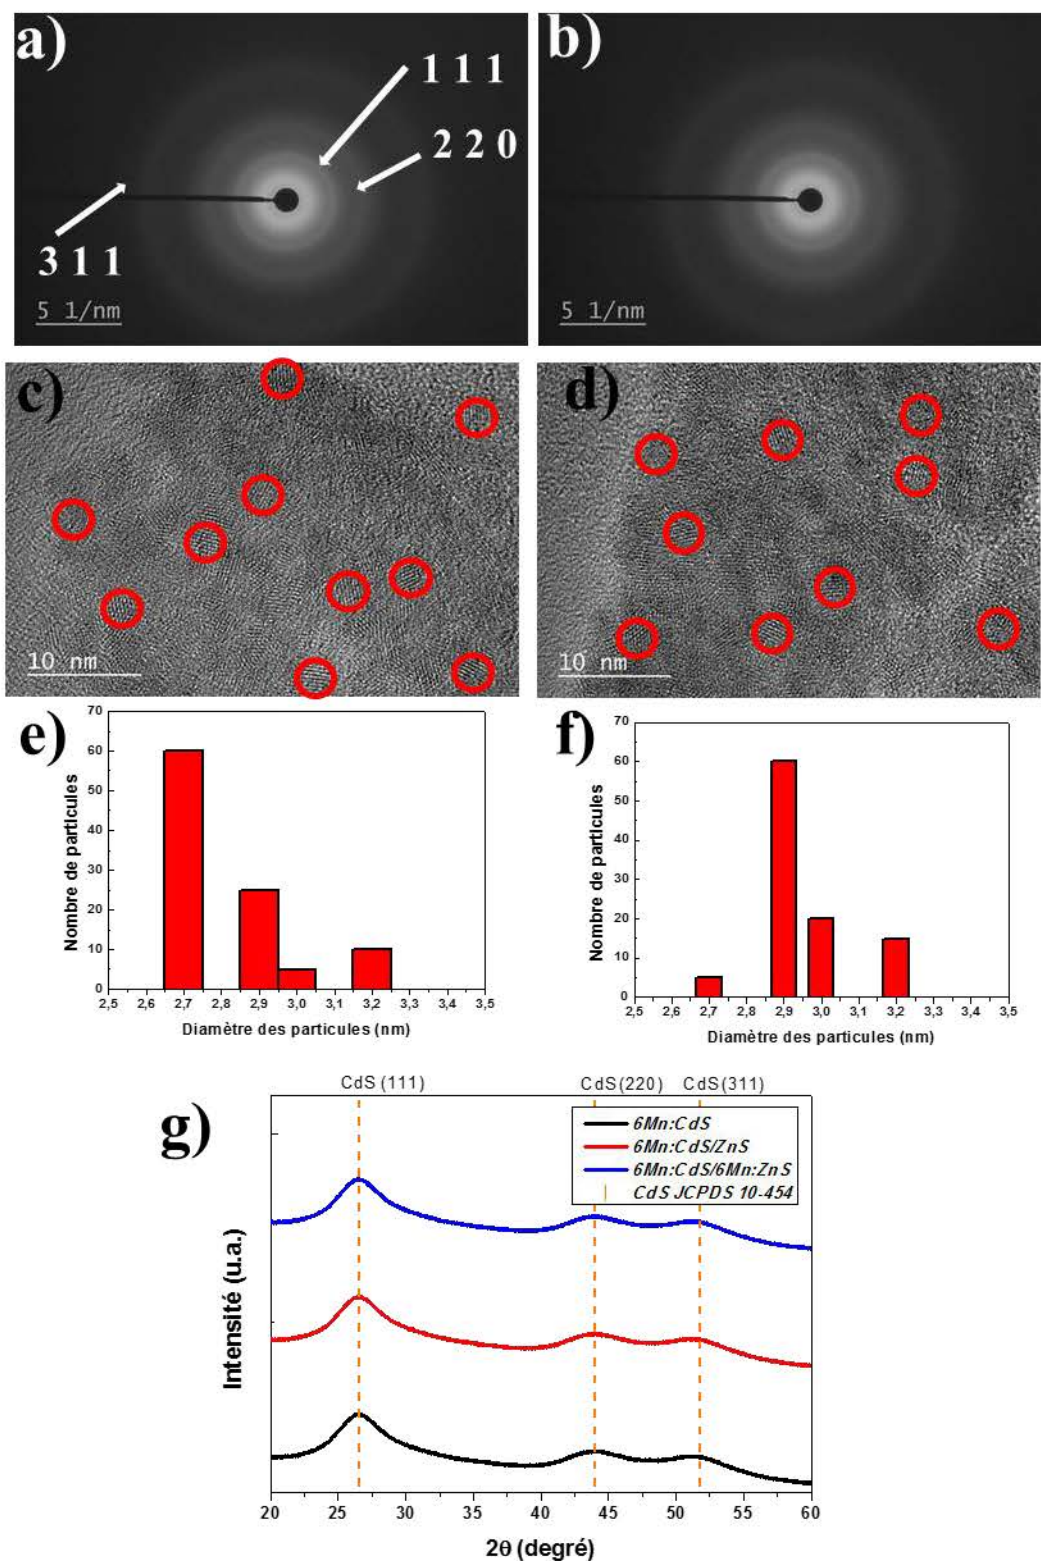 a)
1 1 1
2 2 0
3 1 1
5 1/nm
b)
5 1/nm
c)
10 nm
d)
10 nm
e)
Nombre de particules
70
60
50
40
30
20
10
0
2,5 2,6 2,7 2,8 2,9 3,0 3,1 3,2 3,3 3,4 3,5
Diamètre des particules (nm)
f)
Nombre de particules
70
60
50
40
30
20
10
0
2,5 2,6 2,7 2,8 2,9 3,0 3,1 3,2 3,3 3,4 3,5
Diamètre des particules (nm)
g)
CdS (111) CdS(220) CdS(311)
6Mn:CdS
6Mn:CdS/ZnS
6Mn:CdS/6Mn:ZnS
CdS JCPDS 10-454
Intensité (u.a.)
20 25 30 35 40 45 50 55 60
2θ (degré)